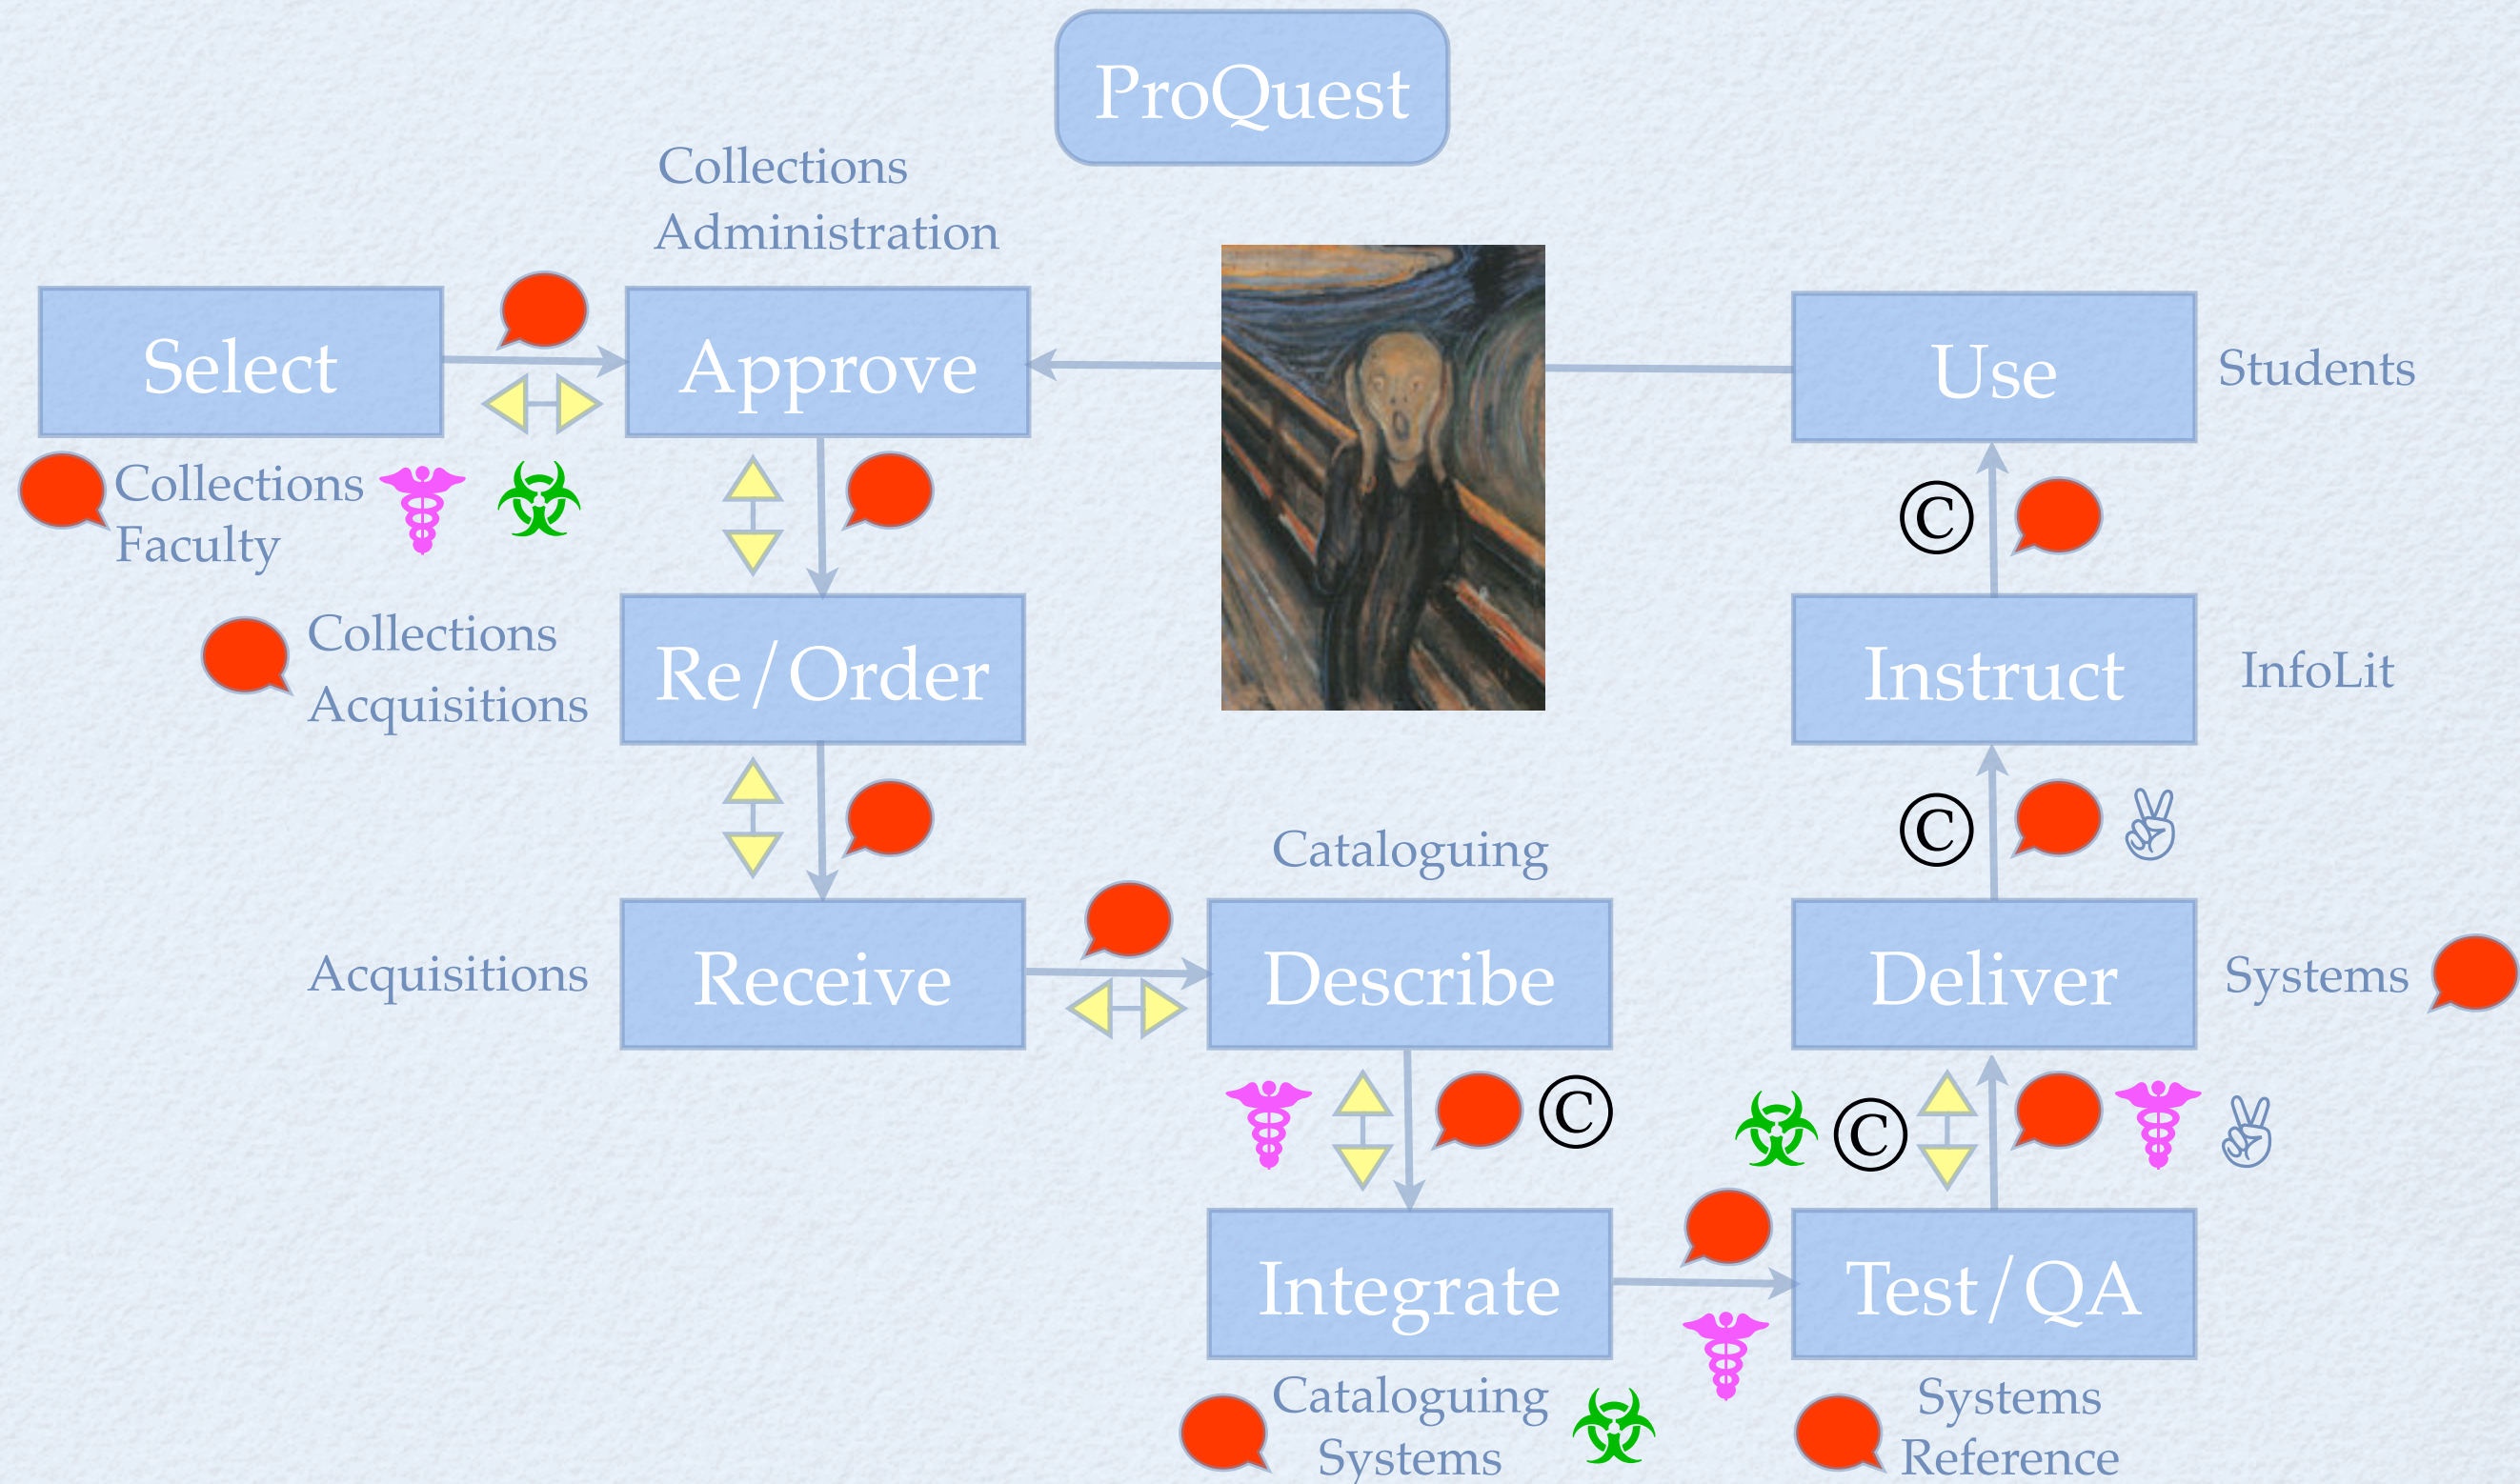 ProQuest
Collections
Administration
Select
Approve
Use
Students
Collections
Faculty
©
Collections
Acquisitions
Re/Order
Instruct
InfoLit
©
Cataloguing
Acquisitions
Receive
Describe
Deliver
Systems
©
©
Integrate
Test/QA
Cataloguing
Systems
Systems
Reference